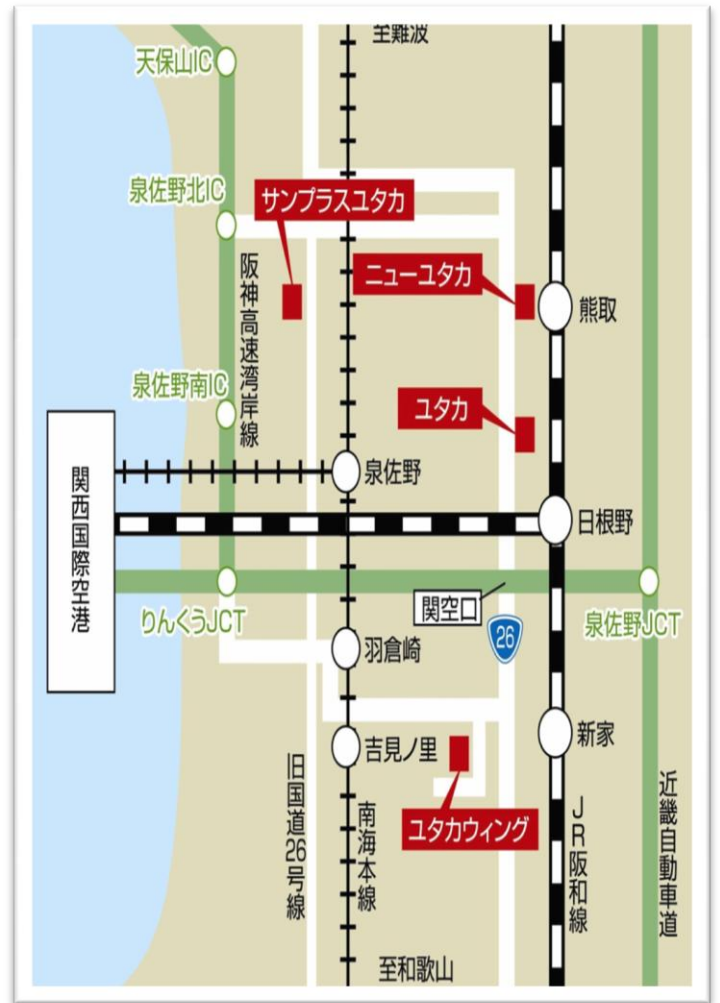 至難波
天保山IC
泉佐野北IC
サンプラスユタカ
阪神高速湾岸線
ニューユタカ
熊取
泉佐野南IC
ユタカ
関西国際空港
泉佐野
日根野
関空口
りんくうJCT
26
泉佐野JCT
羽倉崎
新家
吉見ノ里
旧国道26号線
南海本線
ユタカウィング
JR阪和線
近畿自動車道
至和歌山